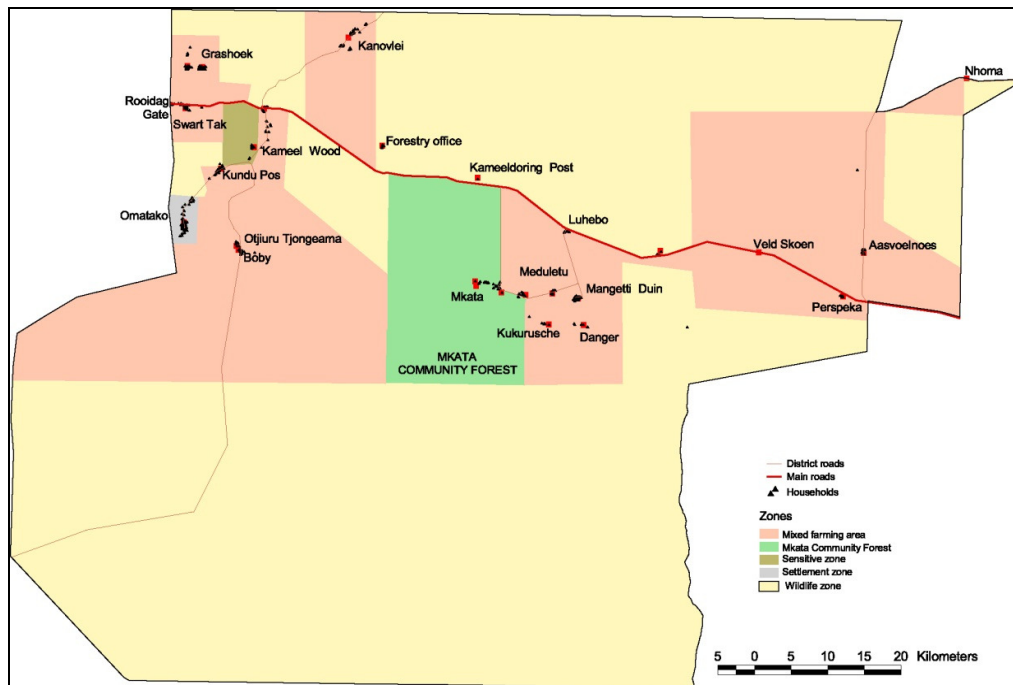 Kanovlei
Grashoek
Nhoma
Rooidag
Gate
Swart Tak
Forestry office
Kameel Wood
Kameeldoring Post
Kundu Pos
Omatako
Luhebo
Otjiuru Tjongeama
Veld Skoen
Aasvoelnoes
Bôby
Meduletu
Mangetti Duin
Mkata
Perspeka
Kukurusche
Danger
MKATA
COMMUNITY FOREST
District roads
Main roads
Households
Zones
Mixed farming area
Mkata Community Forest
Sensitive zone
Settlement zone
Wildlife zone
5 0 5 10 15 20 Kilometers